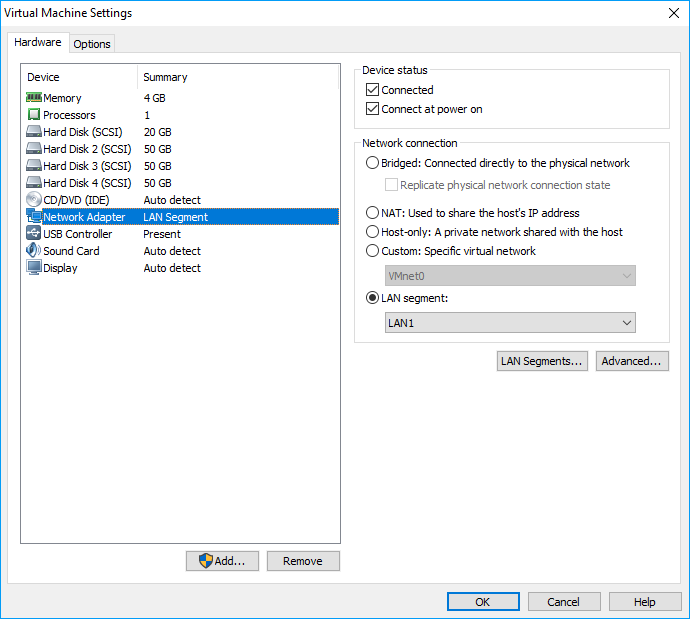 Virtual Machine Settings
Hardware
Options
Device Summary
Memory 4 GB
Processors 1
Hard Disk (SCSI) 20 GB
Hard Disk 2 (SCSI) 50 GB
Hard Disk 3 (SCSI) 50 GB
Hard Disk 4 (SCSI) 50 GB
CD/DVD (IDE) Auto detect
Network Adapter LAN Segment
USB Controller Present
Sound Card Auto detect
Display Auto detect
Add...
Remove
Device status
Connected
Connect at power on
Network connection
Bridged: Connected directly to the physical network
Replicate physical network connection state
NAT: Used to share the host's IP address
Host-only: A private network shared with the host
Custom: Specific virtual network
VMnet0
LAN segment:
LAN1
LAN Segments...
Advanced...
OK
Cancel
Help